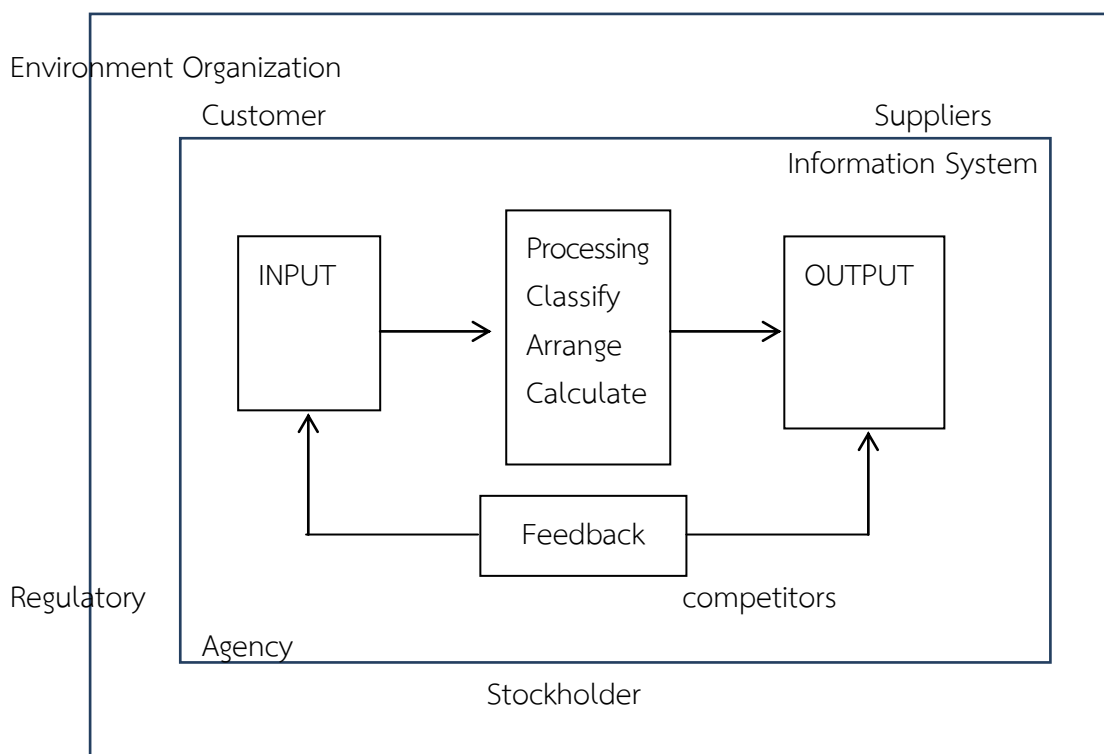 Environment Organization
Customer
Suppliers
Information System
INPUT
Processing
Classify
Arrange
Calculate
OUTPUT
Feedback
Regulatory
competitors
Agency
Stockholder